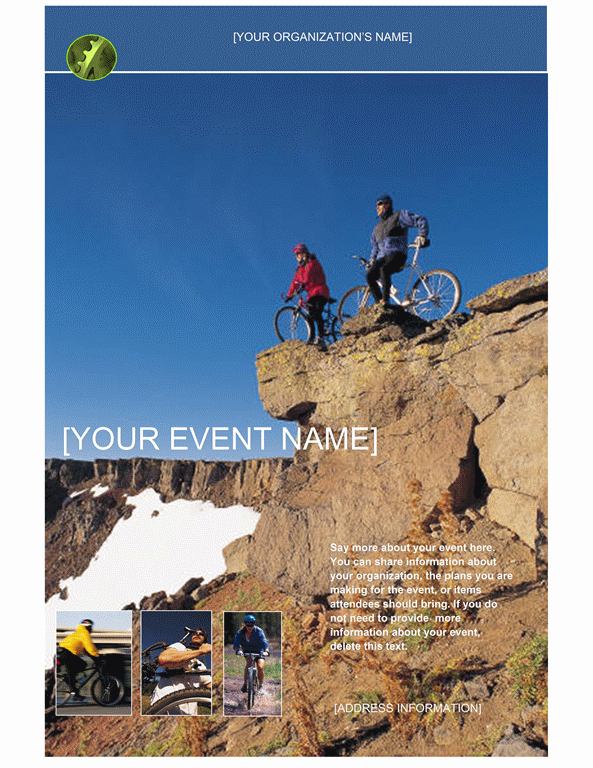 [YOUR ORGANIZATION'S NAME]
[YOUR EVENT NAME]
Say more about your event here.
You can share information about
your organization, the plans you are
making for the event, or items
attendees should bring. If you do
not need to provide more
information about your event,
delete this text.
[ADDRESS INFORMATION]